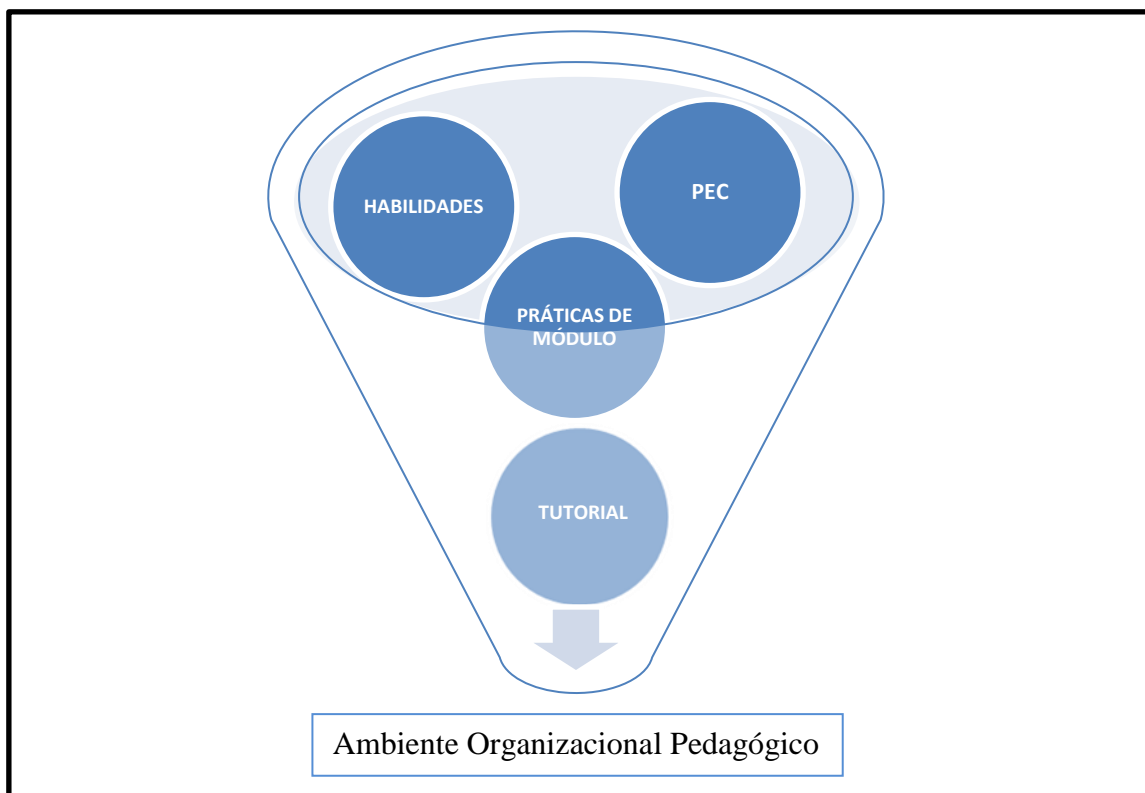 HABILIDADES
PEC
PRÁTICAS DE
MÓDULO
TUTORIAL
Ambiente Organizacional Pedagógico